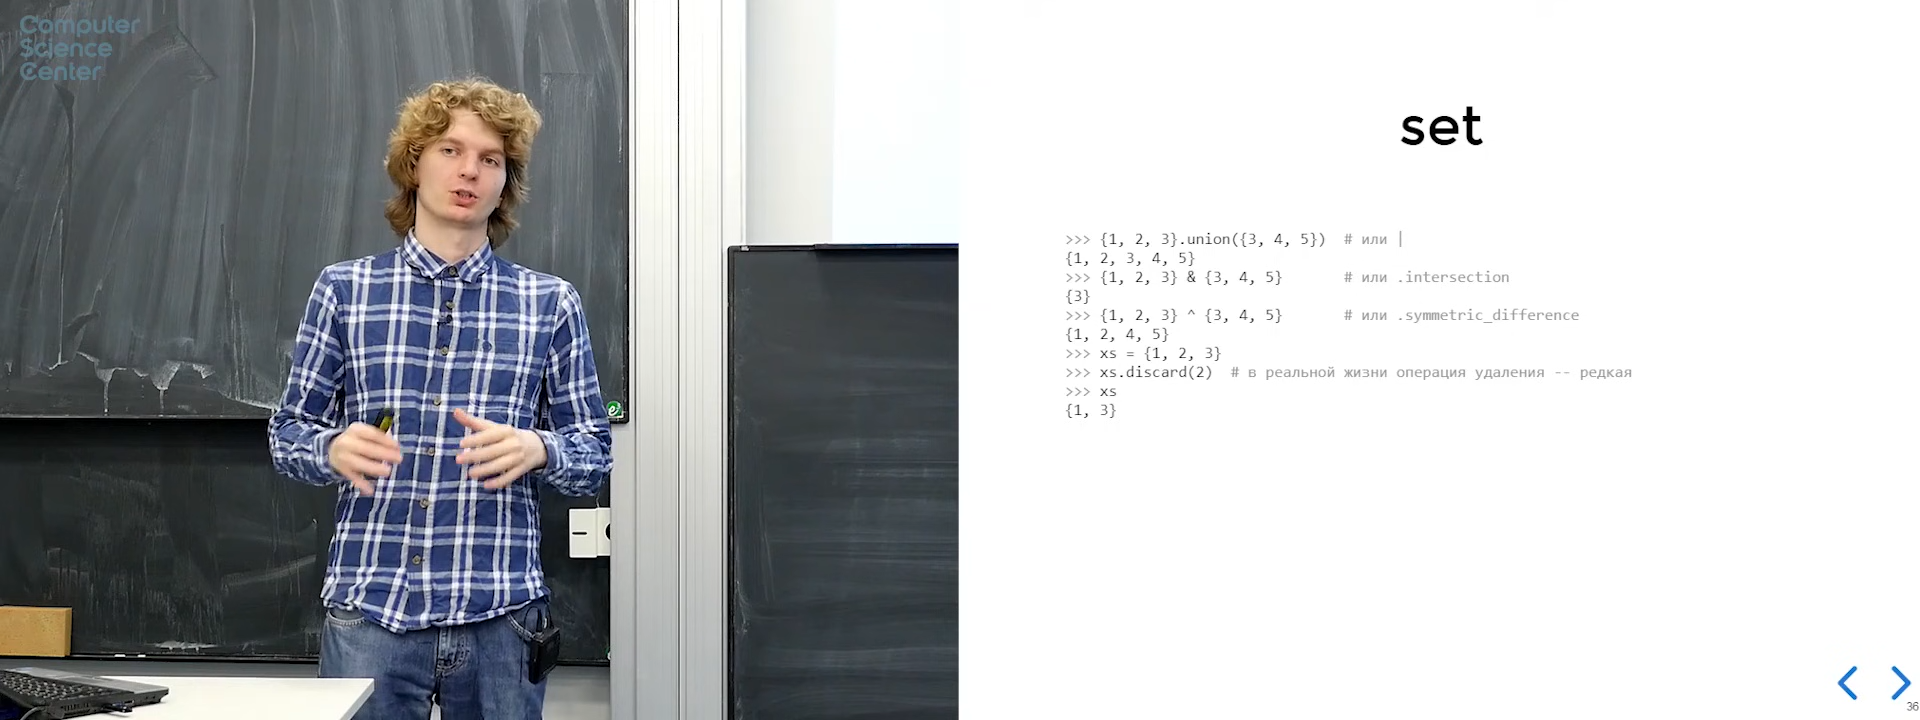 Computer
Science
Center
set
>>> {1, 2, 3}.union({3, 4, 5})  # или |
{1, 2, 3, 4, 5}
>>> {1, 2, 3} & {3, 4, 5}       # или .intersection
{3}
>>> {1, 2, 3} ^ {3, 4, 5}       # или .symmetric_difference
{1, 2, 4, 5}
>>> xs = {1, 2, 3}
>>> xs.discard(2)  # в реальной жизни операция удаления -- редкая
>>> xs
{1, 3}
36